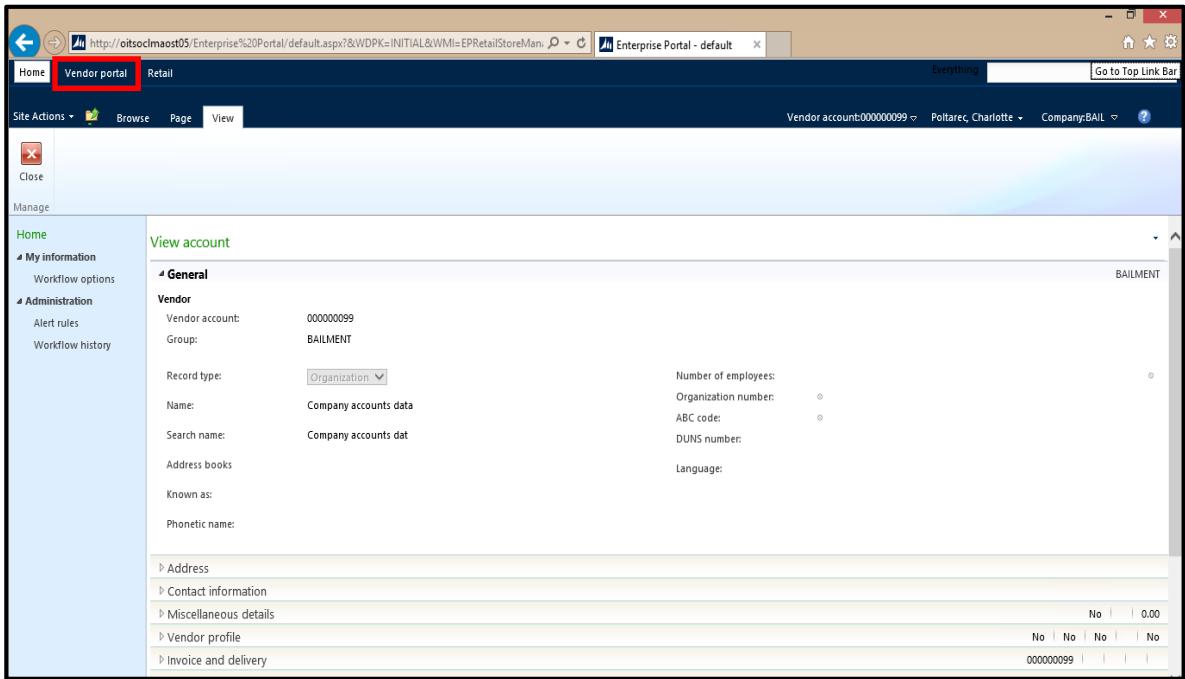 http://oitsoclmaost05/Enterprise%20Portal/default.aspx?&WDPK=INITIAL&WMI=EPRetailStoreMan
Enterprise Portal - default
Home Vendor portal Retail Everything Go to Top Link Bar
Site Actions Browse Page View Vendor account:000000099 Poltarec, Charlotte Company:BAIL
Close
Manage
Home
My information
Workflow options
Administration
Alert rules
Workflow history
View account
General BAILMENT
Vendor
Vendor account: 000000099
Group: BAILMENT
Record type: Organization Number of employees: 0
Name: Company accounts data Organization number: 0
ABC code: 0
Search name: Company accounts dat DUNS number:
Address books Language:
Known as:
Phonetic name:
Address
Contact information
Miscellaneous details No 0.00
Vendor profile No No No No
Invoice and delivery 000000099